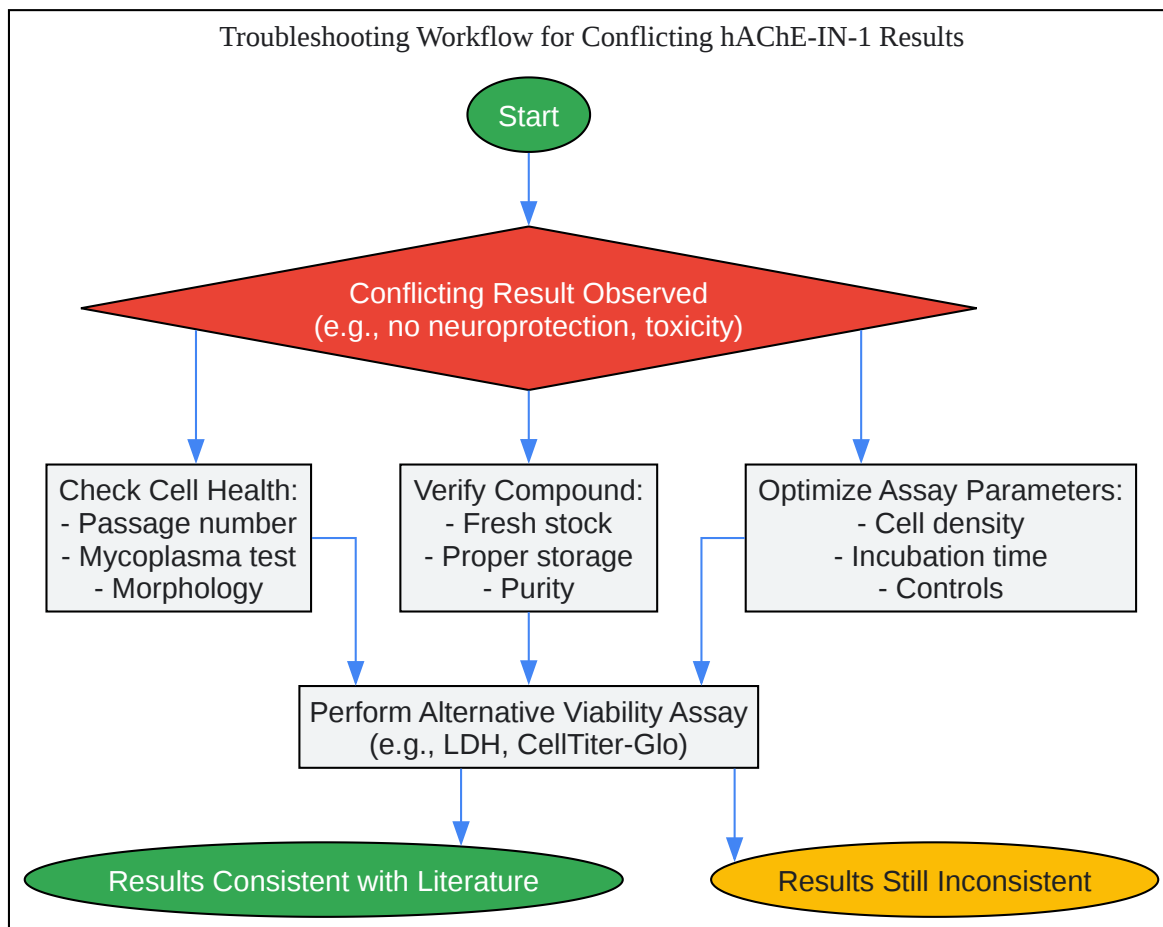 Troubleshooting Workflow for Conflicting hAChE-IN-1 Results
Start
Conflicting Result Observed
(e.g., no neuroprotection, toxicity)
Check Cell Health:
- Passage number
- Mycoplasma test
- Morphology
Verify Compound:
- Fresh stock
- Proper storage
- Purity
Optimize Assay Parameters:
- Cell density
- Incubation time
- Controls
Perform Alternative Viability Assay
(e.g., LDH, CellTiter-Glo)
Results Consistent with Literature
Results Still Inconsistent